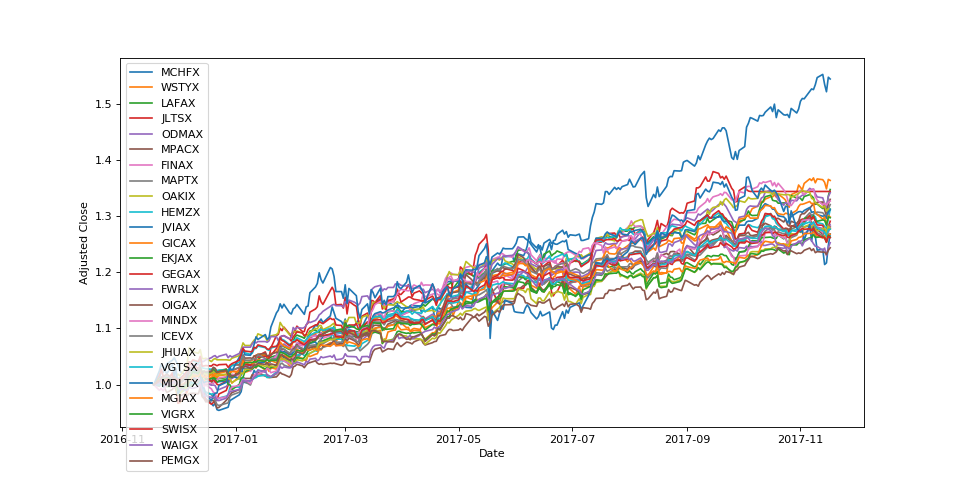 MCHFX
WSTYX
LAFAX
JLTSX
ODMAX
MPACX
FINAX
MAPTX
OAKIX
HEMZX
JVIAX
GICAX
EKJAX
GEGAX
FWRLX
OIGAX
MINDX
ICEVX
JHUAX
VGTSX
MDLTX
MGIAX
VIGRX
SWISX
WAIGX
PEMGX
1.5
1.4
1.3
1.2
1.1
1.0
Adjusted Close
2016-11 2017-01 2017-03 2017-05 2017-07 2017-09 2017-11
Date